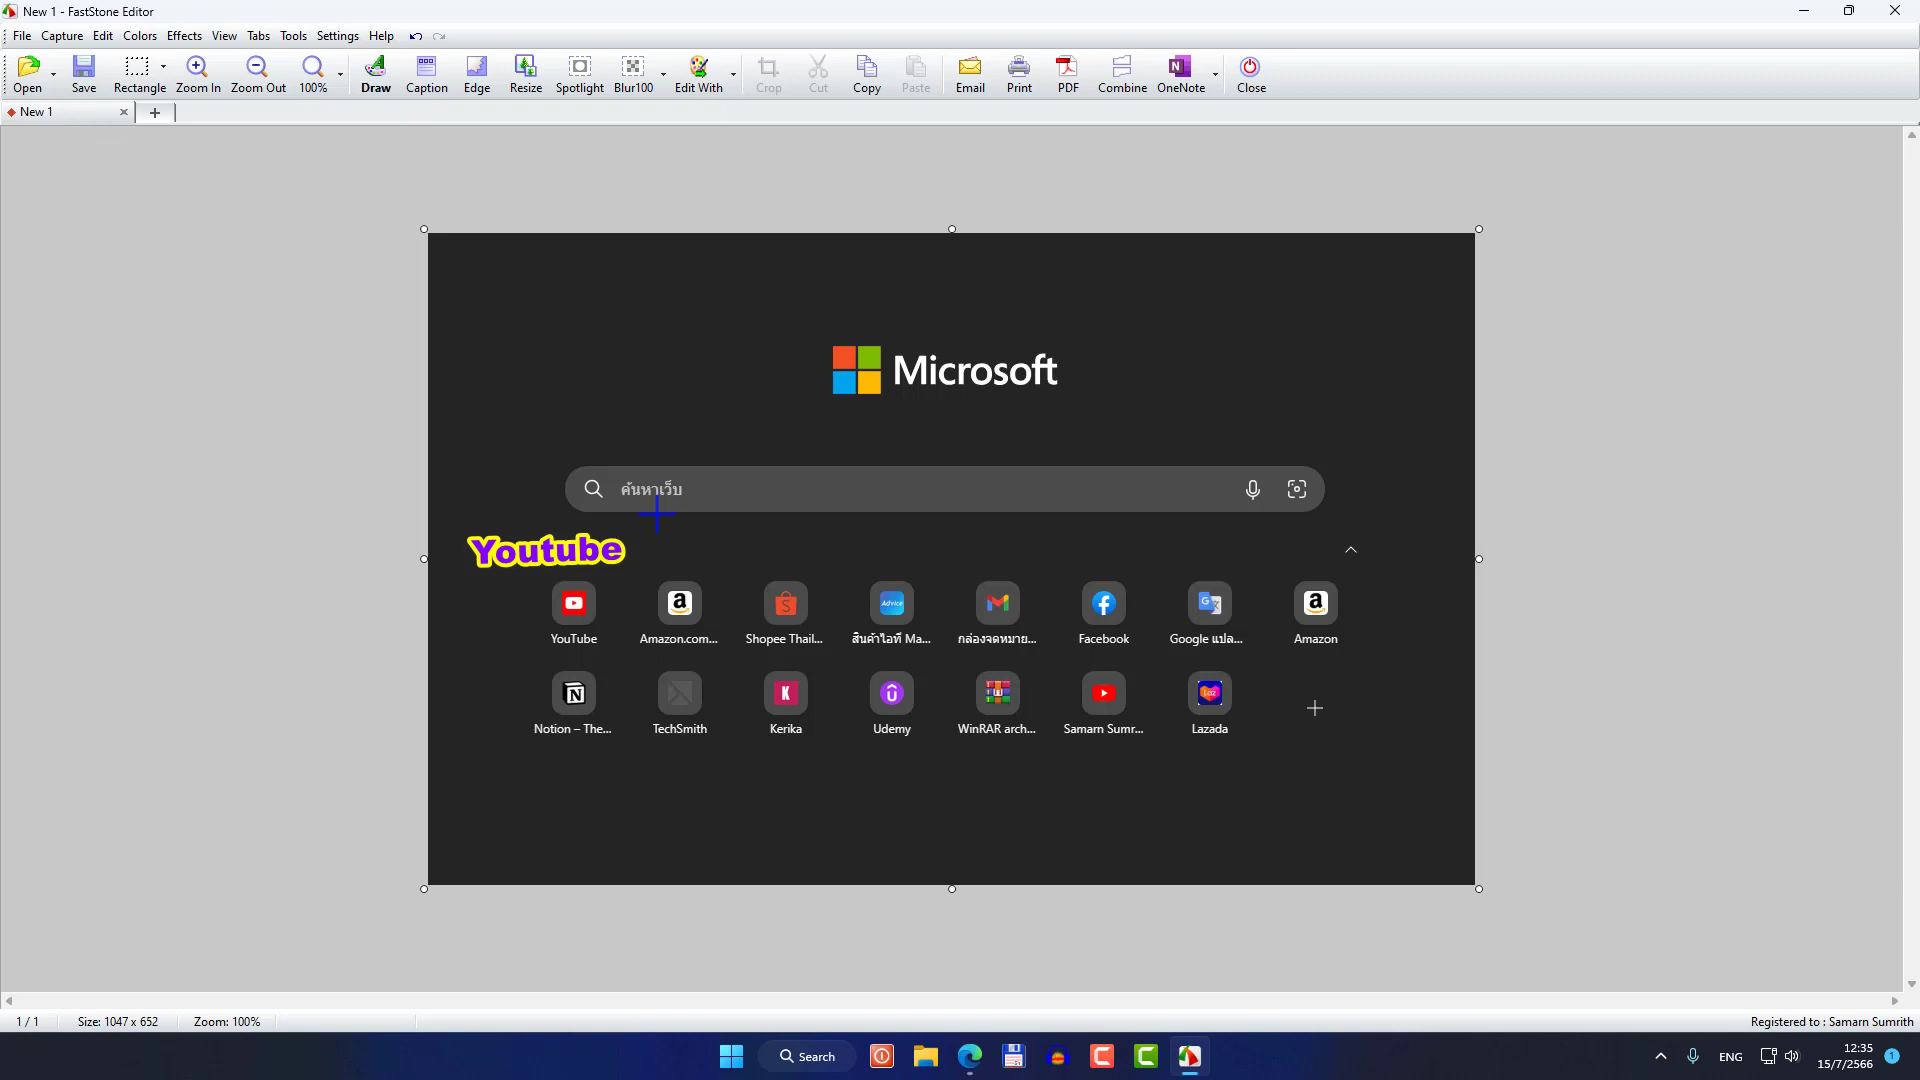 New 1 - FastStone Editor
File Capture Edit Colors Effects View Tabs Tools Settings Help
Open Save Rectangle Zoom In Zoom Out 100% Draw Caption Edge Resize Spotlight Blur100 Edit With Crop Cut Copy Paste Email Print PDF Combine OneNote Close
New 1
Microsoft
ค้นหาเว็บ
Youtube
YouTube Amazon.com... Shopee Thail... สินค้าไอที Ma... กล่องจดหมาย... Facebook Google แปล... Amazon
Notion – The... TechSmith Kerika Udemy WinRAR arch... Samarn Sumr... Lazada
1 / 1 Size: 1047 x 652 Zoom: 100% Registered to : Samarn Sumrith
Search ENG 12:35
15/7/2566 1